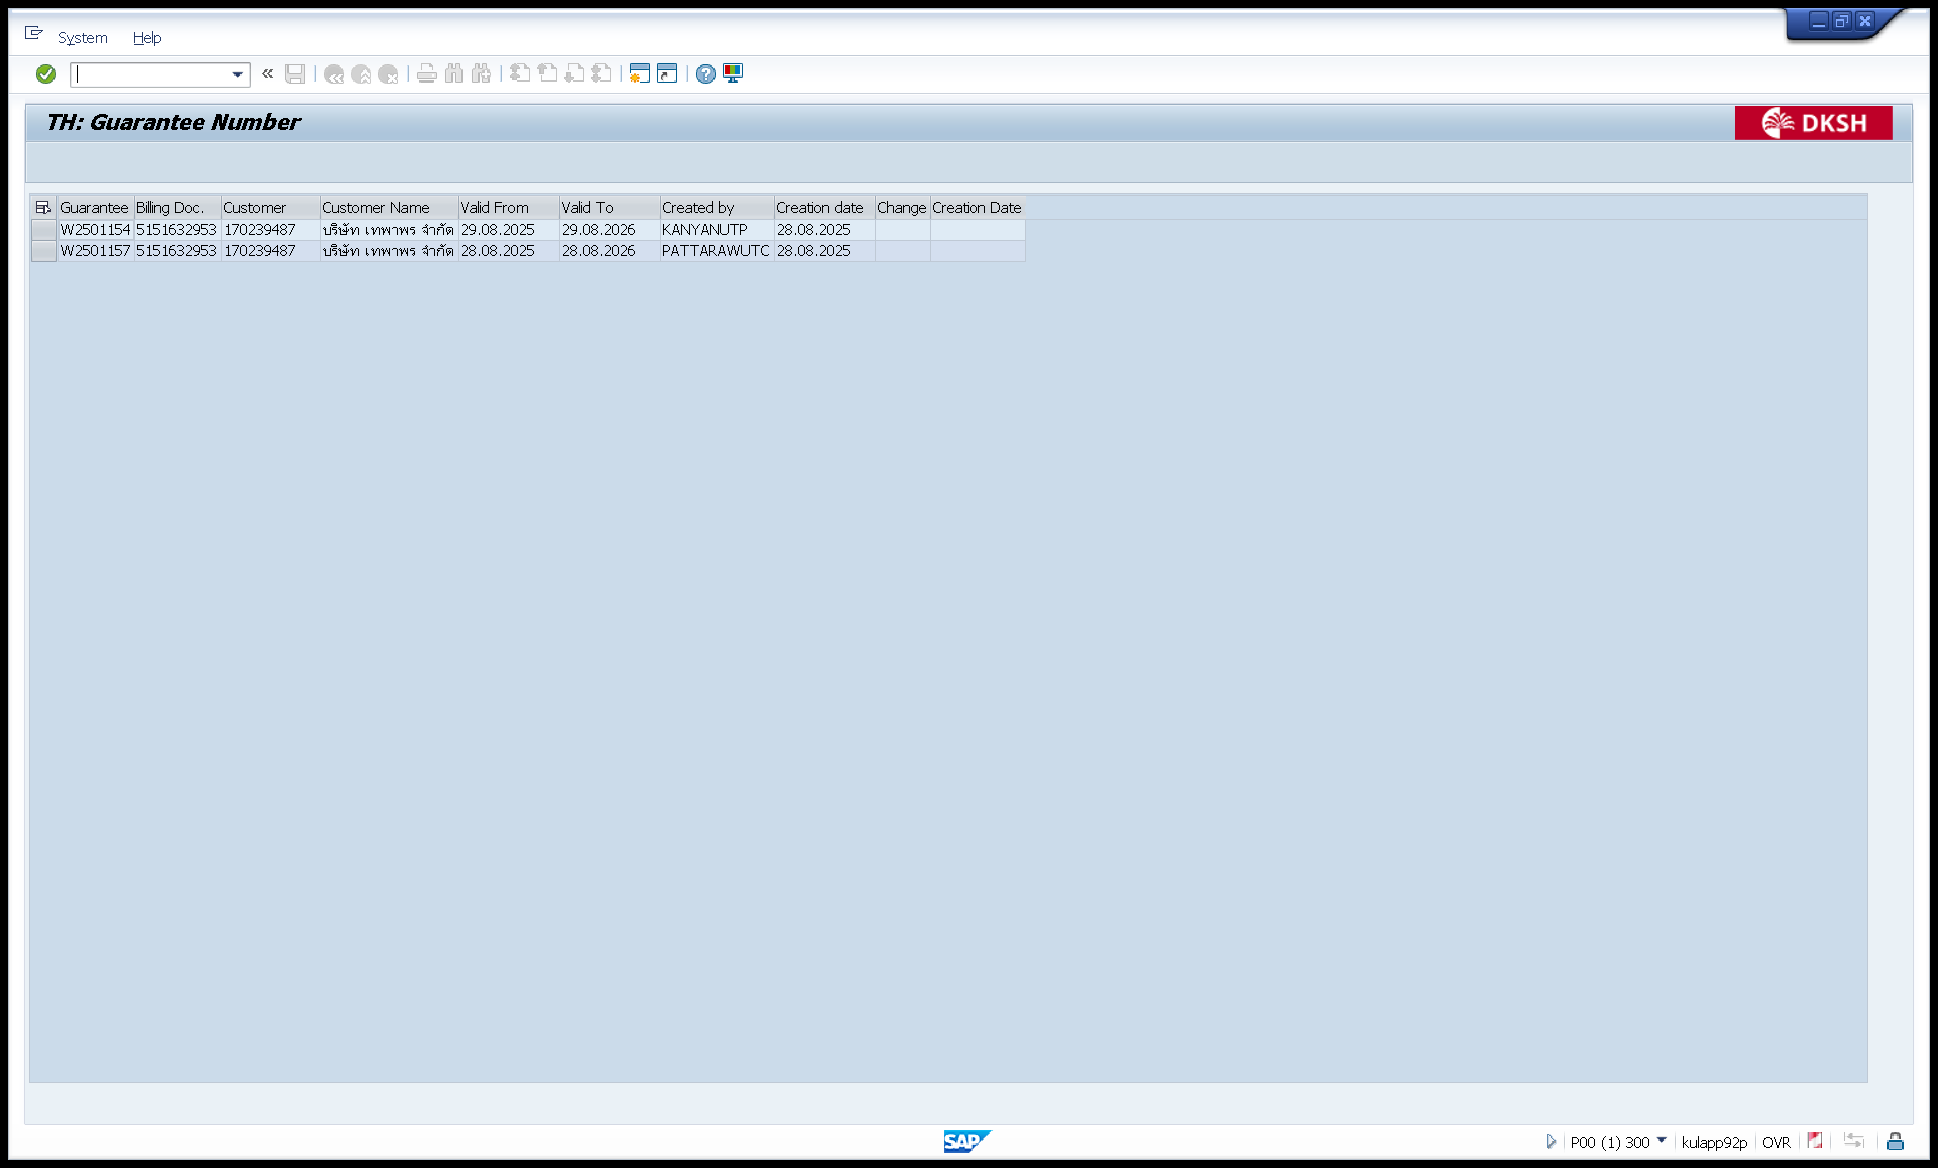 System Help
TH: Guarantee Number
DKSH
Guarantee Billing Doc. Customer Customer Name Valid From Valid To Created by Creation date Change Creation Date
W2501154 5151632953 170239487 บริษัท เทพาพร จำกัด 29.08.2025 29.08.2026 KANYANUTP 28.08.2025
W2501157 5151632953 170239487 บริษัท เทพาพร จำกัด 28.08.2025 28.08.2026 PATTARAWUTC 28.08.2025
SAP P00 (1) 300 kulapp92p OVR